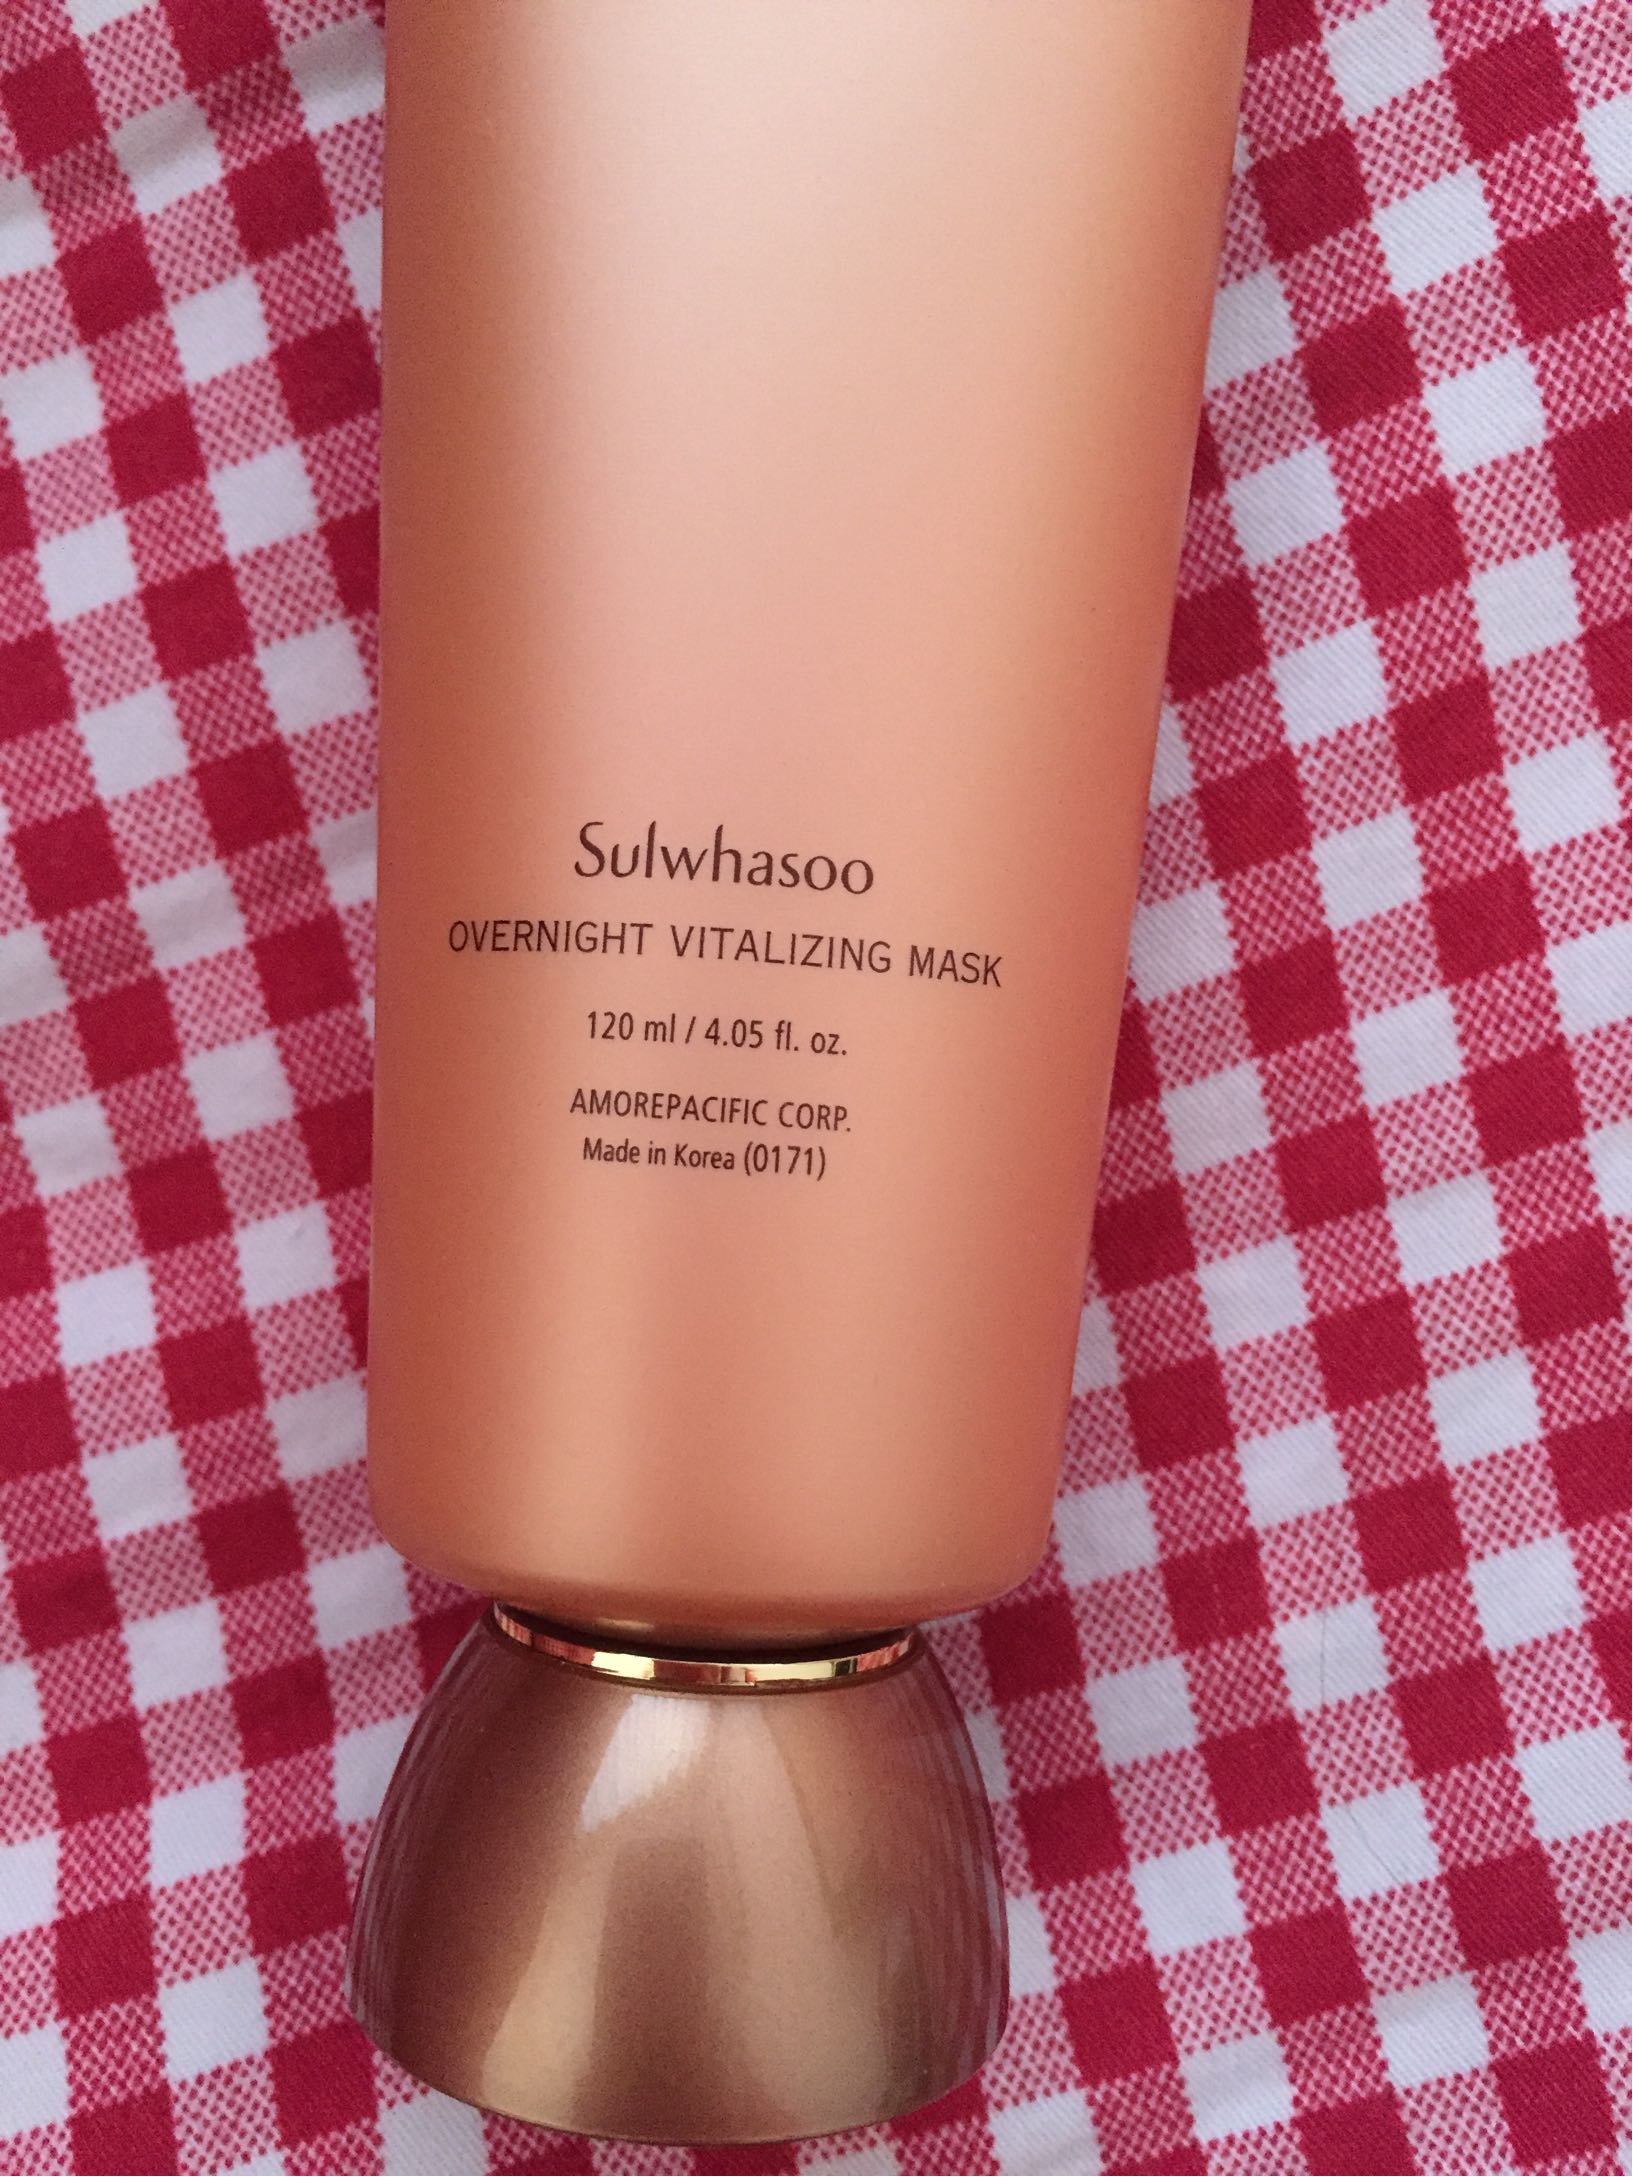 Sulwhasoo
OVERNIGHT VITALIZING MASK
120 ml / 4.05 fl. oz.
AMOREPACIFIC CORP.
Made in Korea (0171)